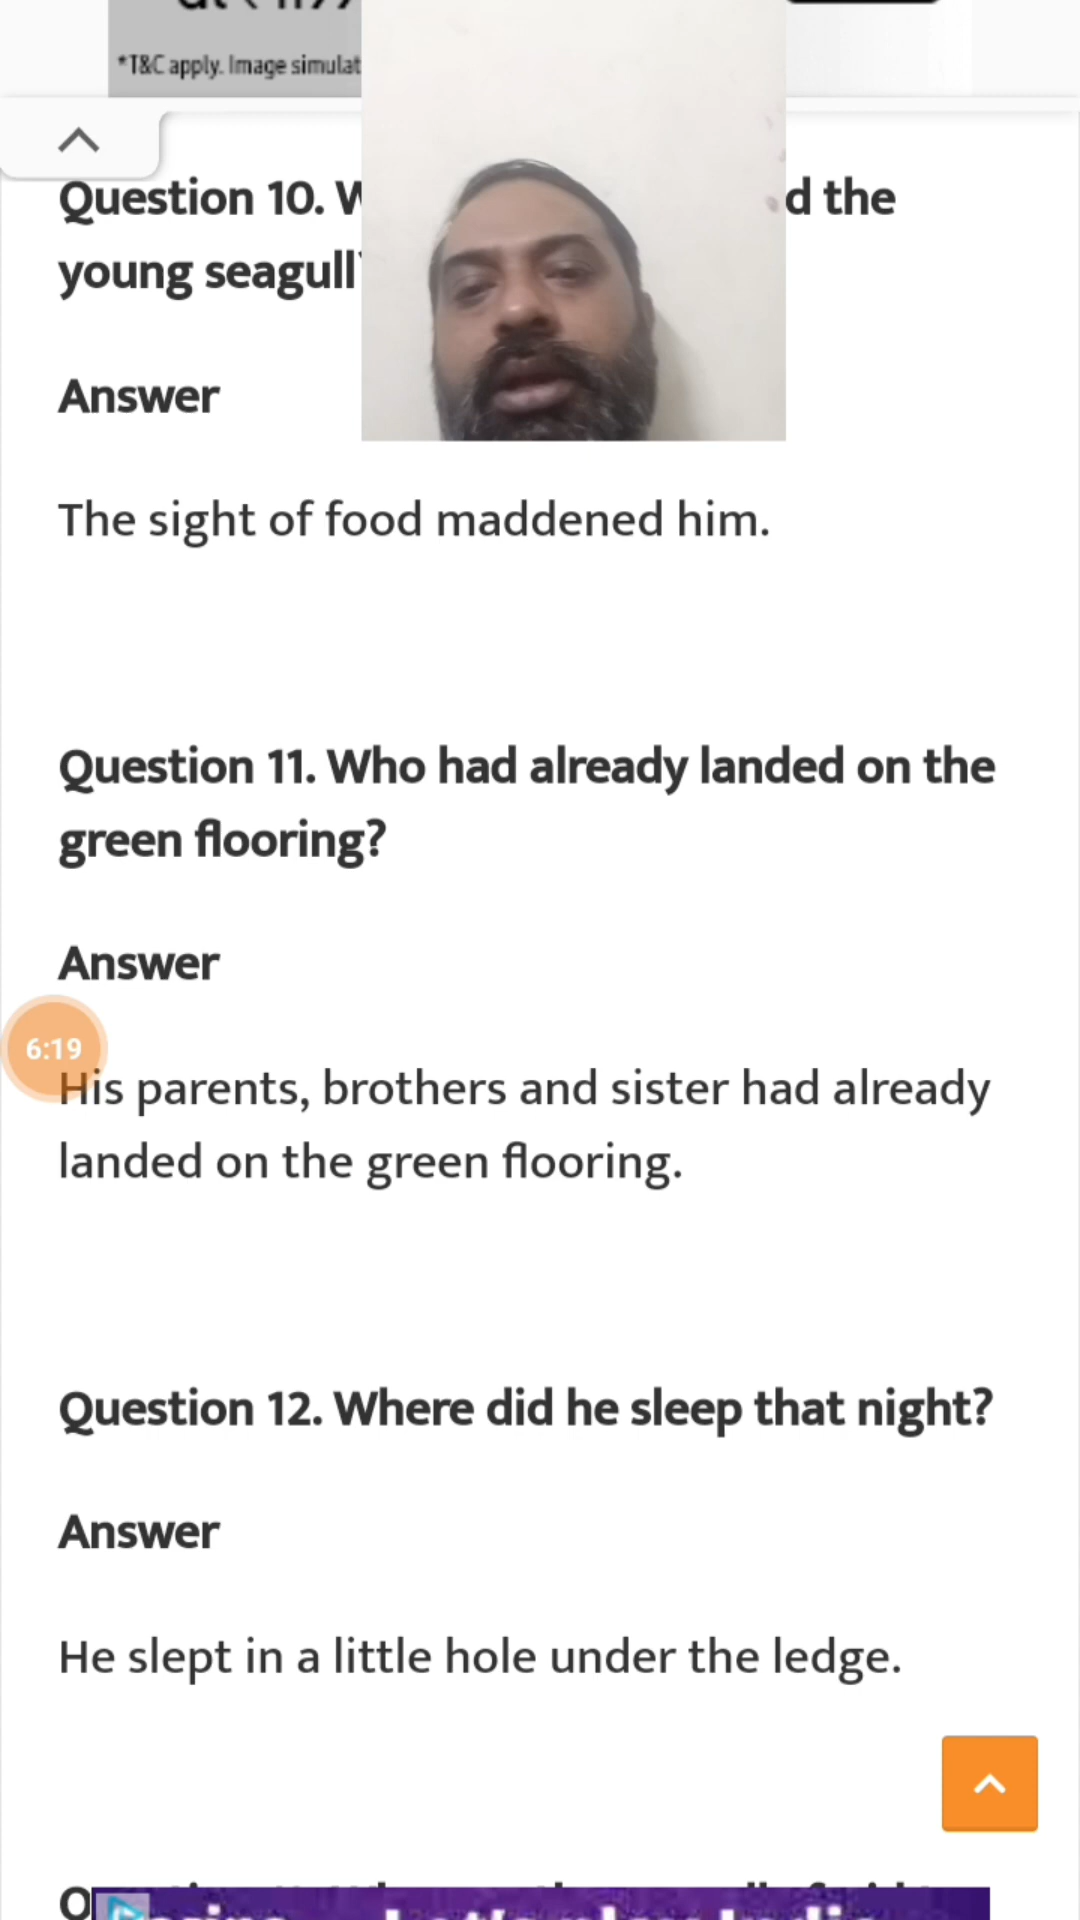 *T&C apply. Image simulat
Question 10. W d the
young seagull
Answer
The sight of food maddened him.
Question 11. Who had already landed on the
green flooring?
Answer
6:19
His parents, brothers and sister had already
landed on the green flooring.
Question 12. Where did he sleep that night?
Answer
He slept in a little hole under the ledge.